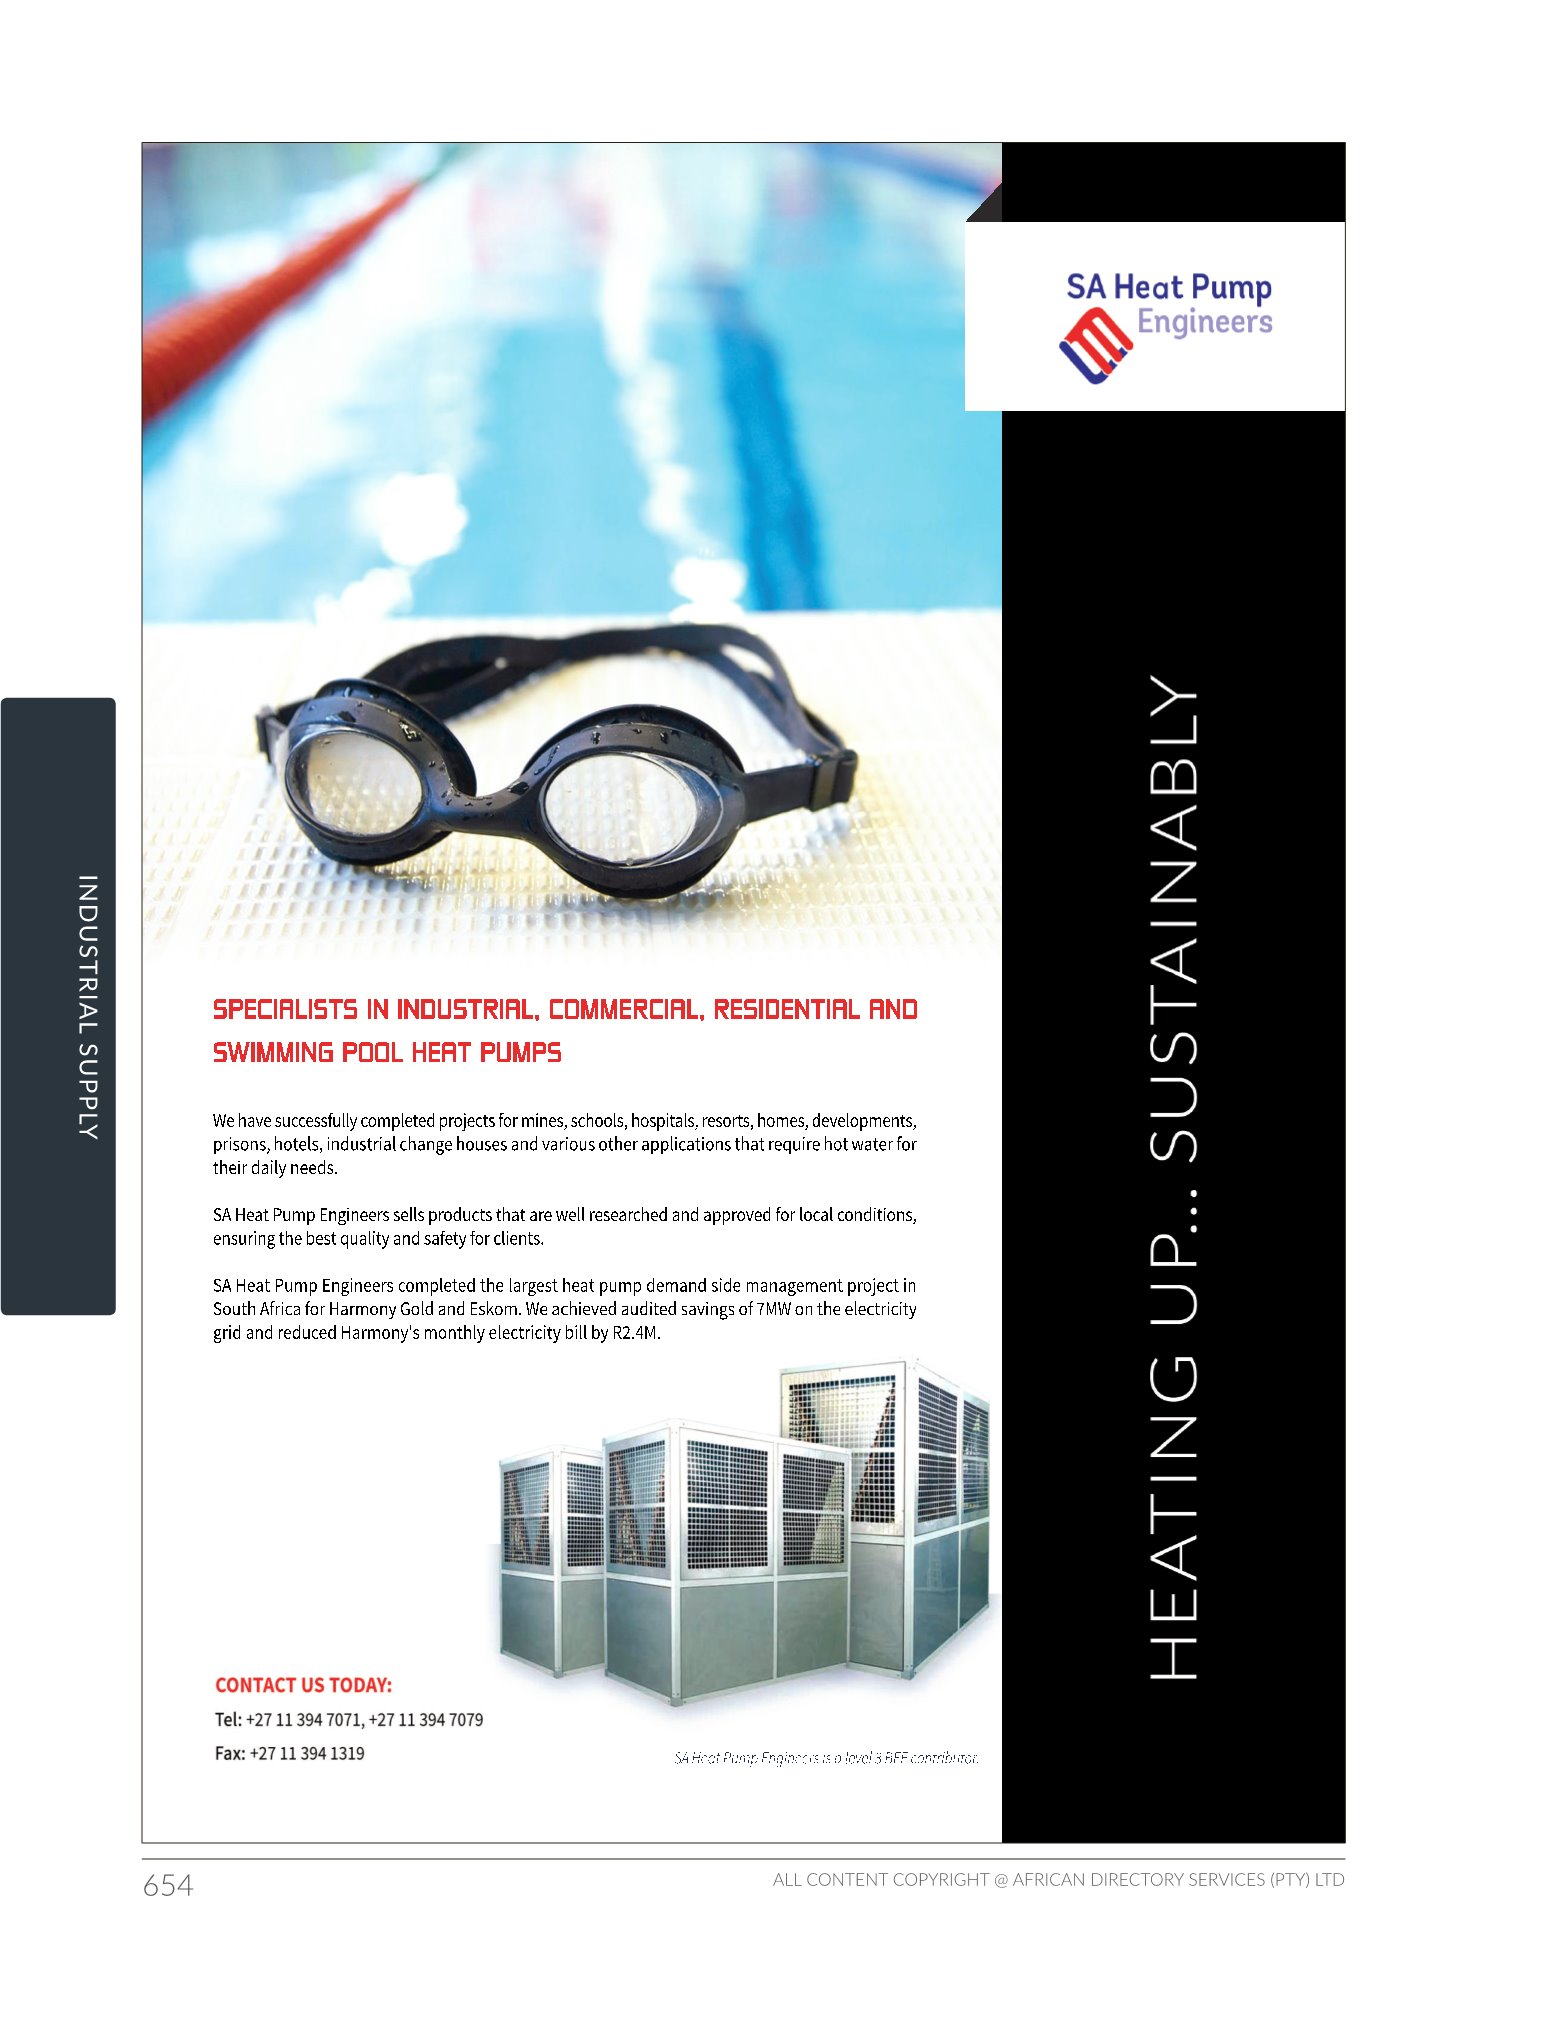 SA Heat Pump
Engineers
HEATING UP... SUSTAINABLY
INDUSTRIAL SUPPLY
SPECIALISTS IN INDUSTRIAL, COMMERCIAL, RESIDENTIAL AND
SWIMMING POOL HEAT PUMPS
We have successfully completed projects for mines, schools, hospitals, resorts, homes, developments,
prisons, hotels, industrial change houses and various other applications that require hot water for
their daily needs.
SA Heat Pump Engineers sells products that are well researched and approved for local conditions,
ensuring the best quality and safety for clients.
SA Heat Pump Engineers completed the largest heat pump demand side management project in
South Africa for Harmony Gold and Eskom. We achieved audited savings of 7MW on the electricity
grid and reduced Harmony's monthly electricity bill by R2.4M.
CONTACT US TODAY:
Tel: +27 11 394 7071, +27 11 394 7079
Fax: +27 11 394 1319
SA Heat Pump Engineers is a level 3 BEE contributor.
654
ALL CONTENT COPYRIGHT @ AFRICAN DIRECTORY SERVICES (PTY) LTD